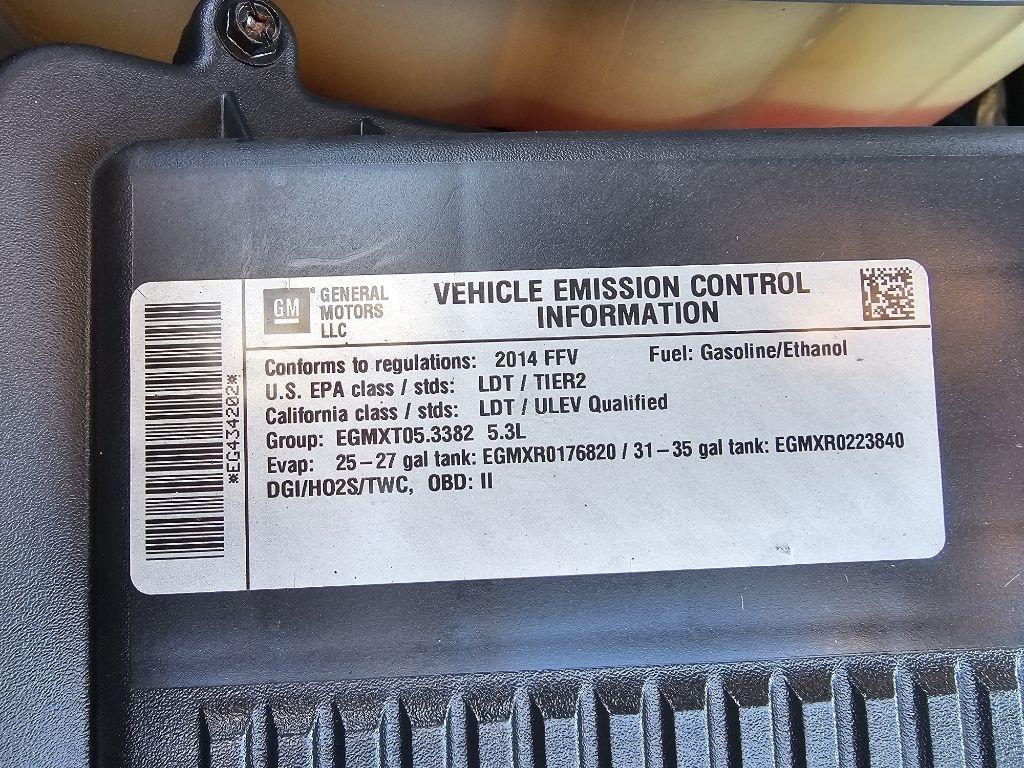 GM
GENERAL
MOTORS
LLC
VEHICLE EMISSION CONTROL
INFORMATION
Conforms to regulations: 2014 FFV Fuel: Gasoline/Ethanol
U.S. EPA class / stds: LDT / TIER2
California class / stds: LDT / ULEV Qualified
Group: EGMXT05.3382 5.3L
Evap: 25-27 gal tank: EGMXR0176820 / 31-35 gal tank: EGMXR0223840
DGI/HO2S/TWC, OBD: II
*EG434202*